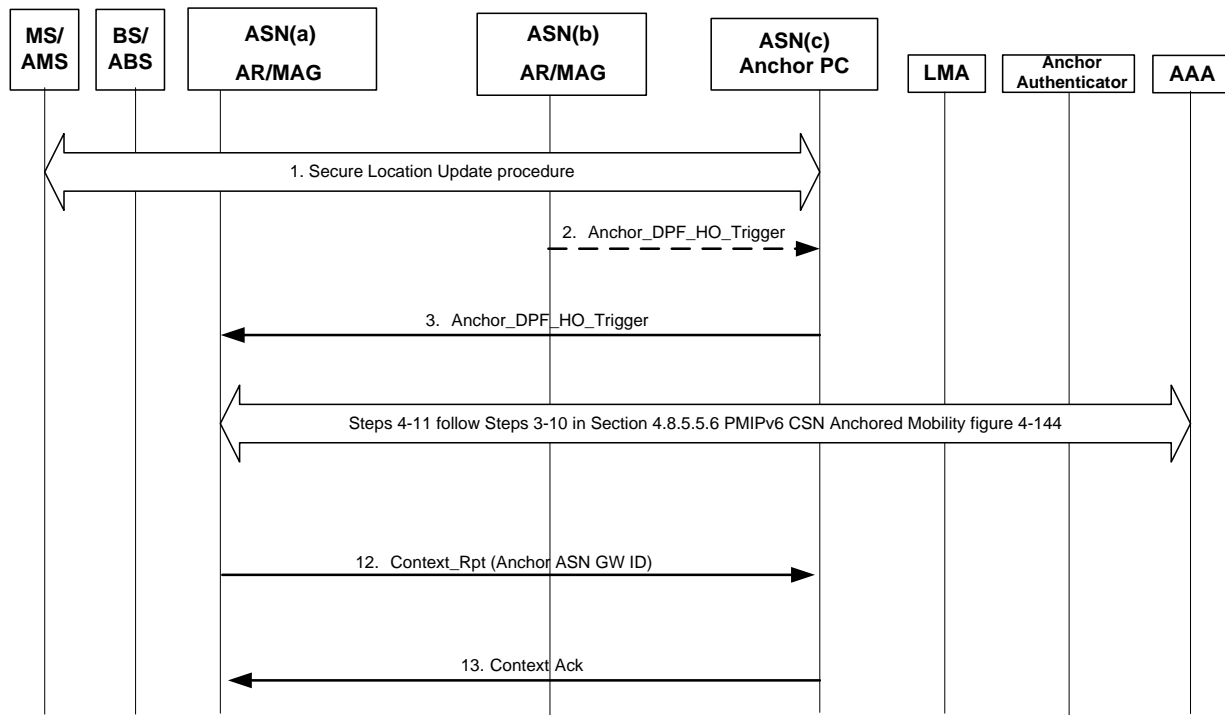 MS/
AMS
BS/
ABS
ASN(a)
AR/MAG
ASN(b)
AR/MAG
ASN(c)
Anchor PC
LMA
Anchor
Authenticator
AAA
1. Secure Location Update procedure
2. Anchor_DPF_HO_Trigger
3. Anchor_DPF_HO_Trigger
Steps 4-11 follow Steps 3-10 in Section 4.8.5.5.6 PMIPv6 CSN Anchored Mobility figure 4-144
12. Context_Rpt (Anchor ASN GW ID)
13. Context Ack